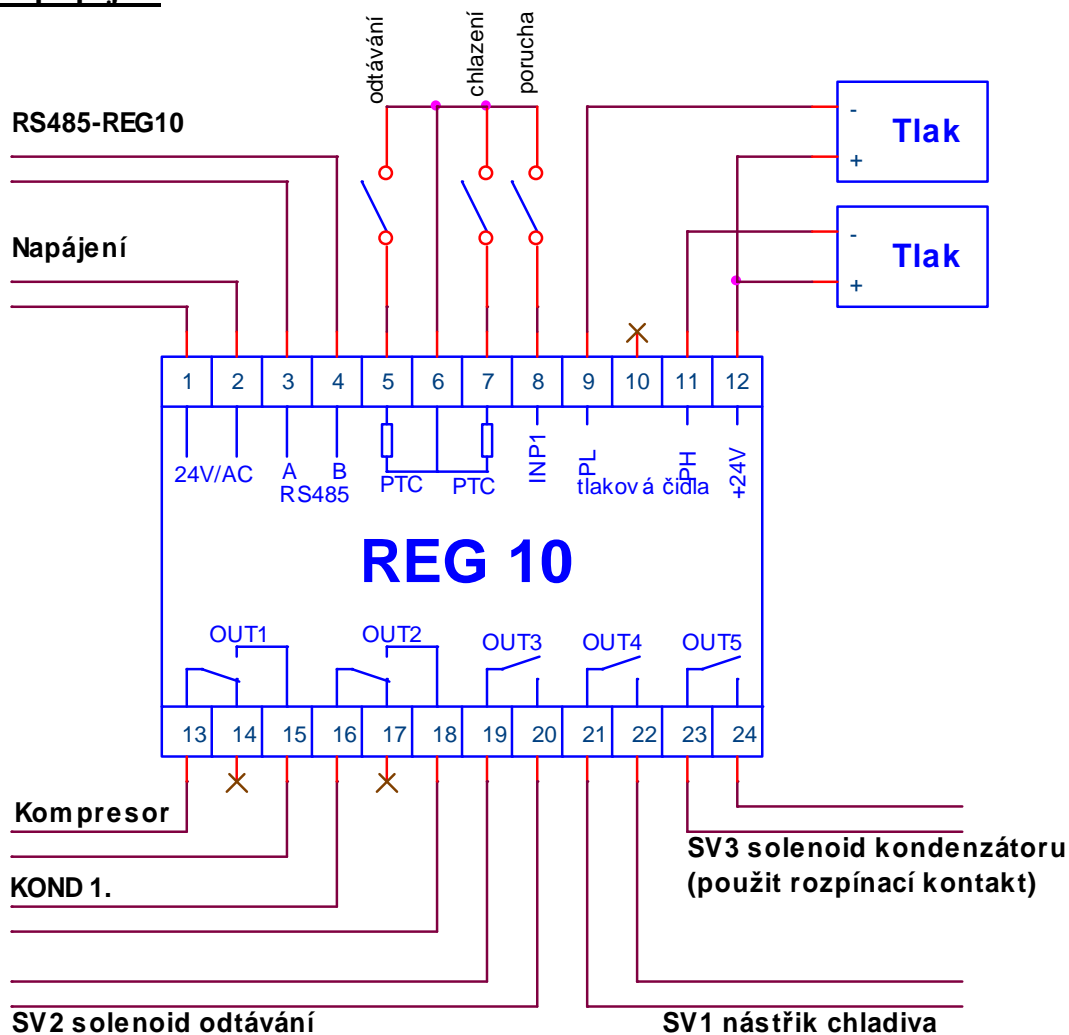 odtávání
chlazení
porucha
RS485-REG10
Tlak
-
+
Napájení
Tlak
-
+
1 2 3 4 5 6 7 8 9 10 11 12
24V/AC
A B
RS485
PTC PTC
INP1
PL
tlaková čidla
PH
+24V
REG 10
OUT1 OUT2 OUT3 OUT4 OUT5
13 14 15 16 17 18 19 20 21 22 23 24
Kompresor
KOND 1.
SV3 solenoid kondenzátoru
(použit rozpínací kontakt)
SV2 solenoid odtávání
SV1 nástřik chladiva